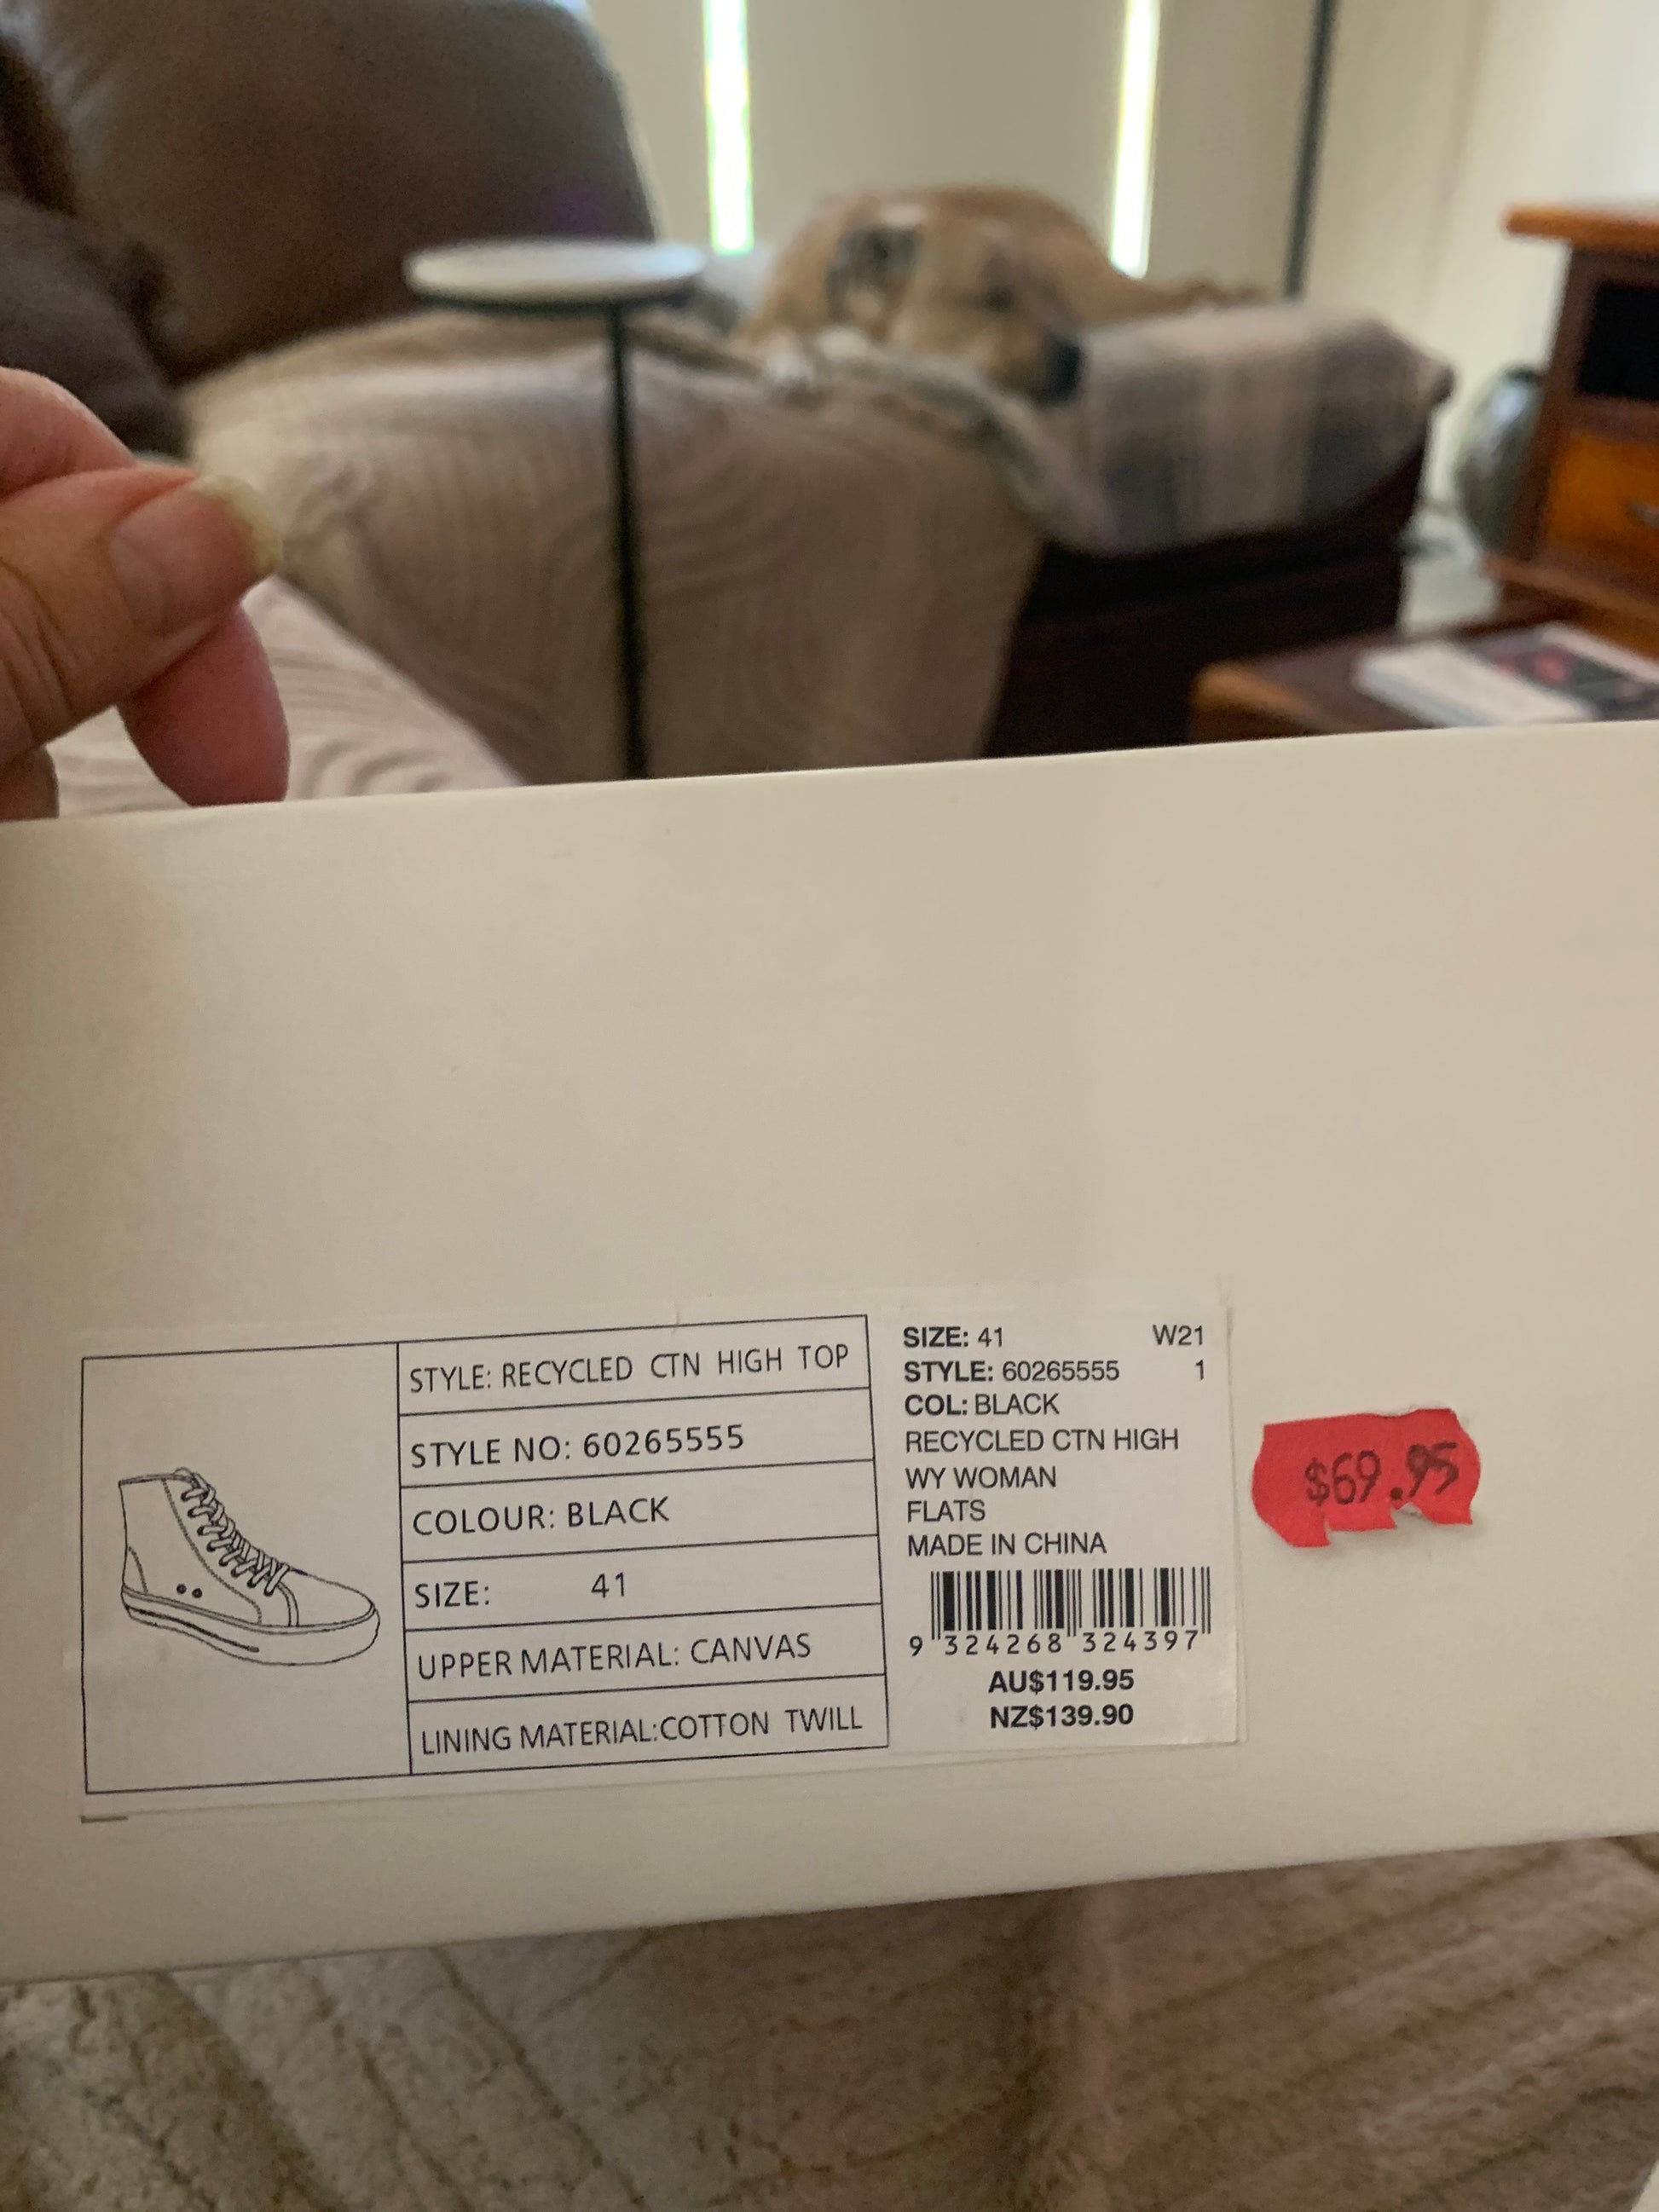 STYLE: RECYCLED CTN HIGH TOP
STYLE NO: 60265555
COLOUR: BLACK
SIZE: 41
UPPER MATERIAL: CANVAS
LINING MATERIAL:COTTON TWILL
SIZE: 41 W21
STYLE: 60265555 1
COL: BLACK
RECYCLED CTN HIGH
WY WOMAN
FLATS
MADE IN CHINA
9 324268 324397
AU$119.95
NZ$139.90
$69.95